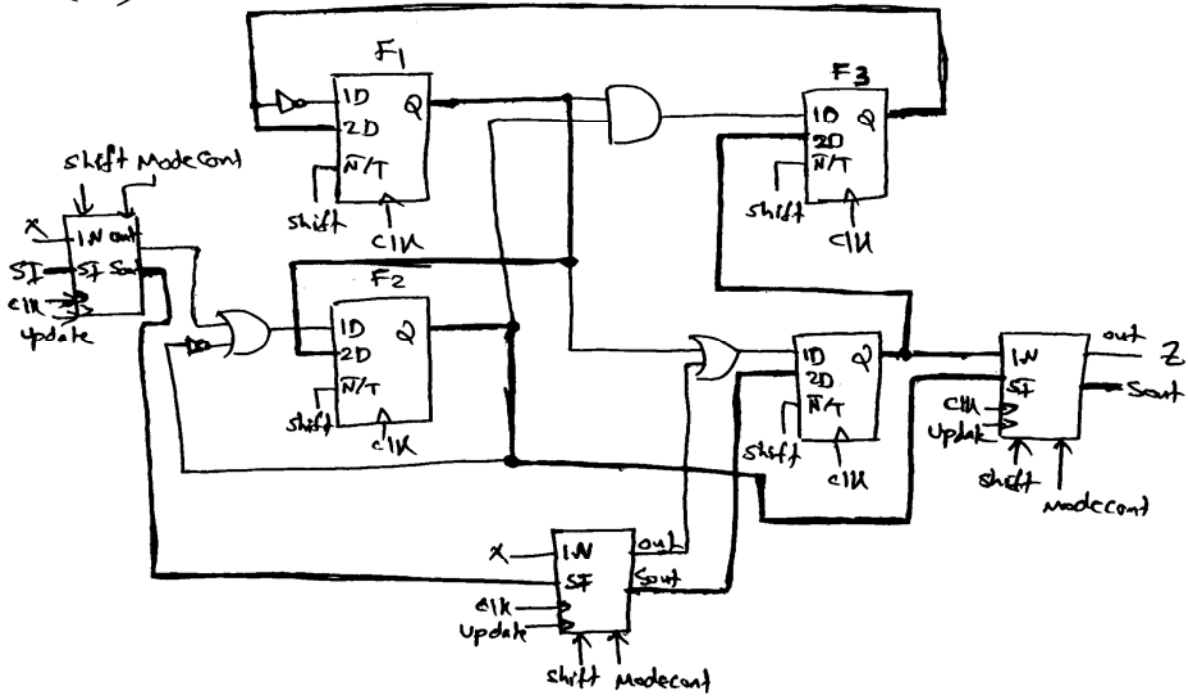 F1
1D Q
2D
N̅/T
shift
clk
F3
1D Q
2D
N̅/T
shift
clk
shift ModeCont
X
IN out
SI
SI Sout
clk
update
F2
1D Q
2D
N̅/T
shift
clk
1D Q
2D
N̅/T
shift
clk
IN
SI
clk
Update
out Z
Sout
shift
Modecont
X
IN out
SI Sout
clk
update
shift Modecont